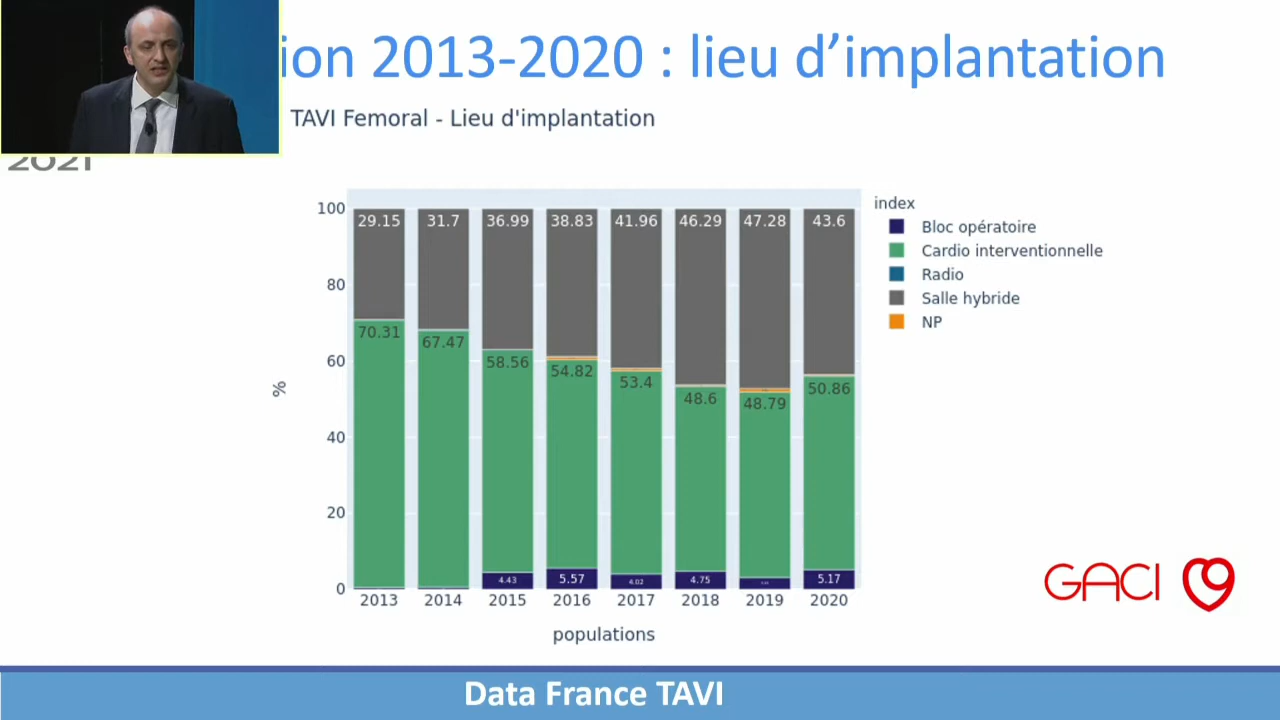 ion 2013-2020 : lieu d’implantation
TAVI Femoral - Lieu d'implantation
2021
index
Bloc opératoire
Cardio interventionnelle
Radio
Salle hybride
NP
100
80
60
40
20
0
%
29.15 31.7 36.99 38.83 41.96 46.29 47.28 43.6
70.31 67.47 58.56 54.82 53.4 48.6 48.79 50.86
4.43 5.57 4.02 4.75 5.17
2013 2014 2015 2016 2017 2018 2019 2020
populations
GACI
Data France TAVI